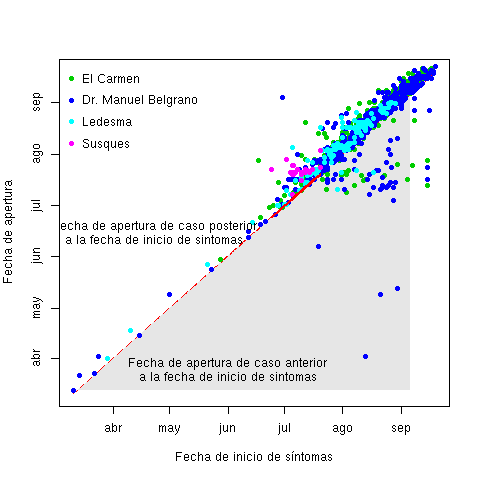 El Carmen
Dr. Manuel Belgrano
Ledesma
Susques
echa de apertura de caso posterior
a la fecha de inicio de sintomas
Fecha de apertura de caso anterior
a la fecha de inicio de sintomas
Fecha de apertura
sep
ago
jul
jun
may
abr
abr may jun jul ago sep
Fecha de inicio de síntomas